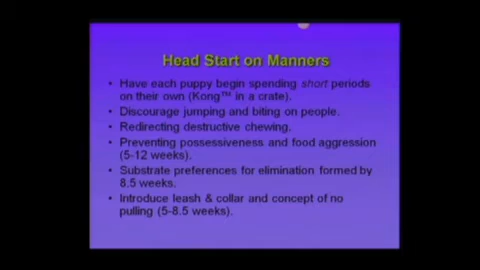 Head Start on Manners
• Have each puppy begin spending short periods
on their own (Kong™ in a crate).
• Discourage jumping and biting on people.
• Redirecting destructive chewing.
• Preventing possessiveness and food aggression
(5-12 weeks).
• Substrate preferences for elimination formed by
8.5 weeks.
• Introduce leash & collar and concept of no
pulling (5-8.5 weeks).